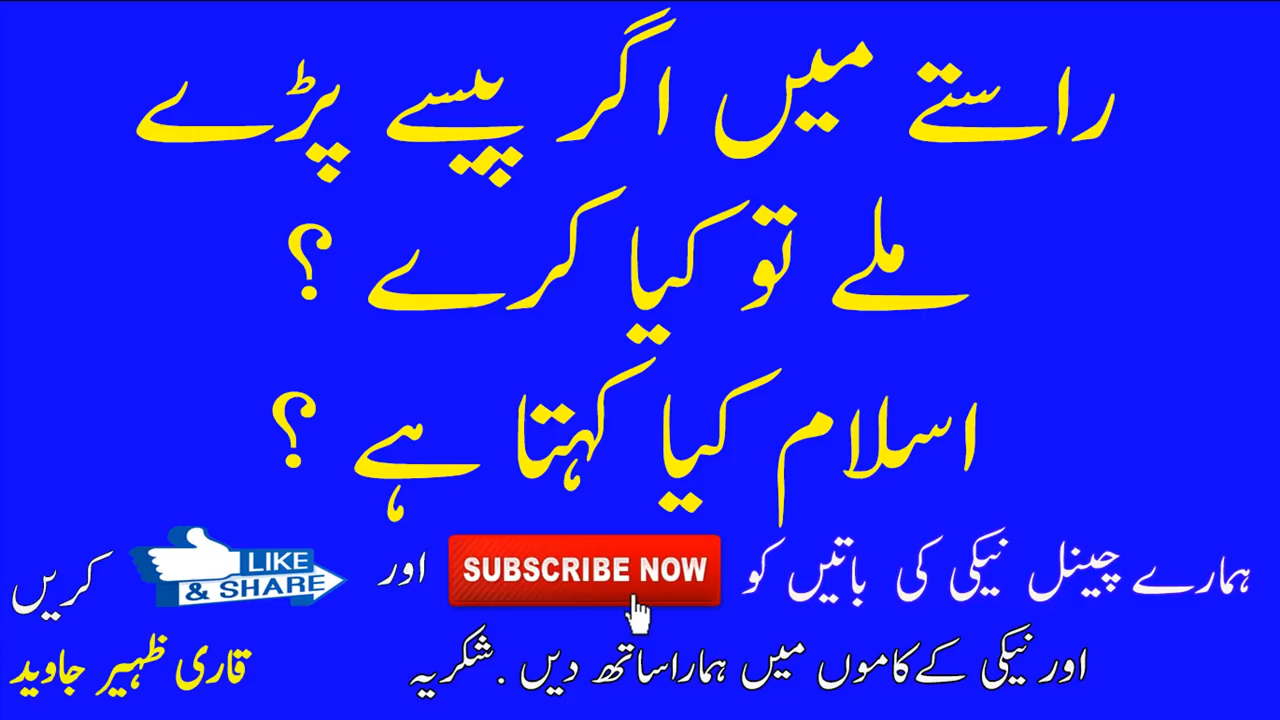 راستے میں اگر پیسے پڑے
ملے تو کیا کرے ؟
اسلام کیا کہتا ہے ؟
ہمارے چینل نیکی کی باتیں کو SUBSCRIBE NOW اور LIKE & SHARE کریں
اور نیکی کے کاموں میں ہمارا ساتھ دیں . شکریہ
قاری ظہیر جاوید